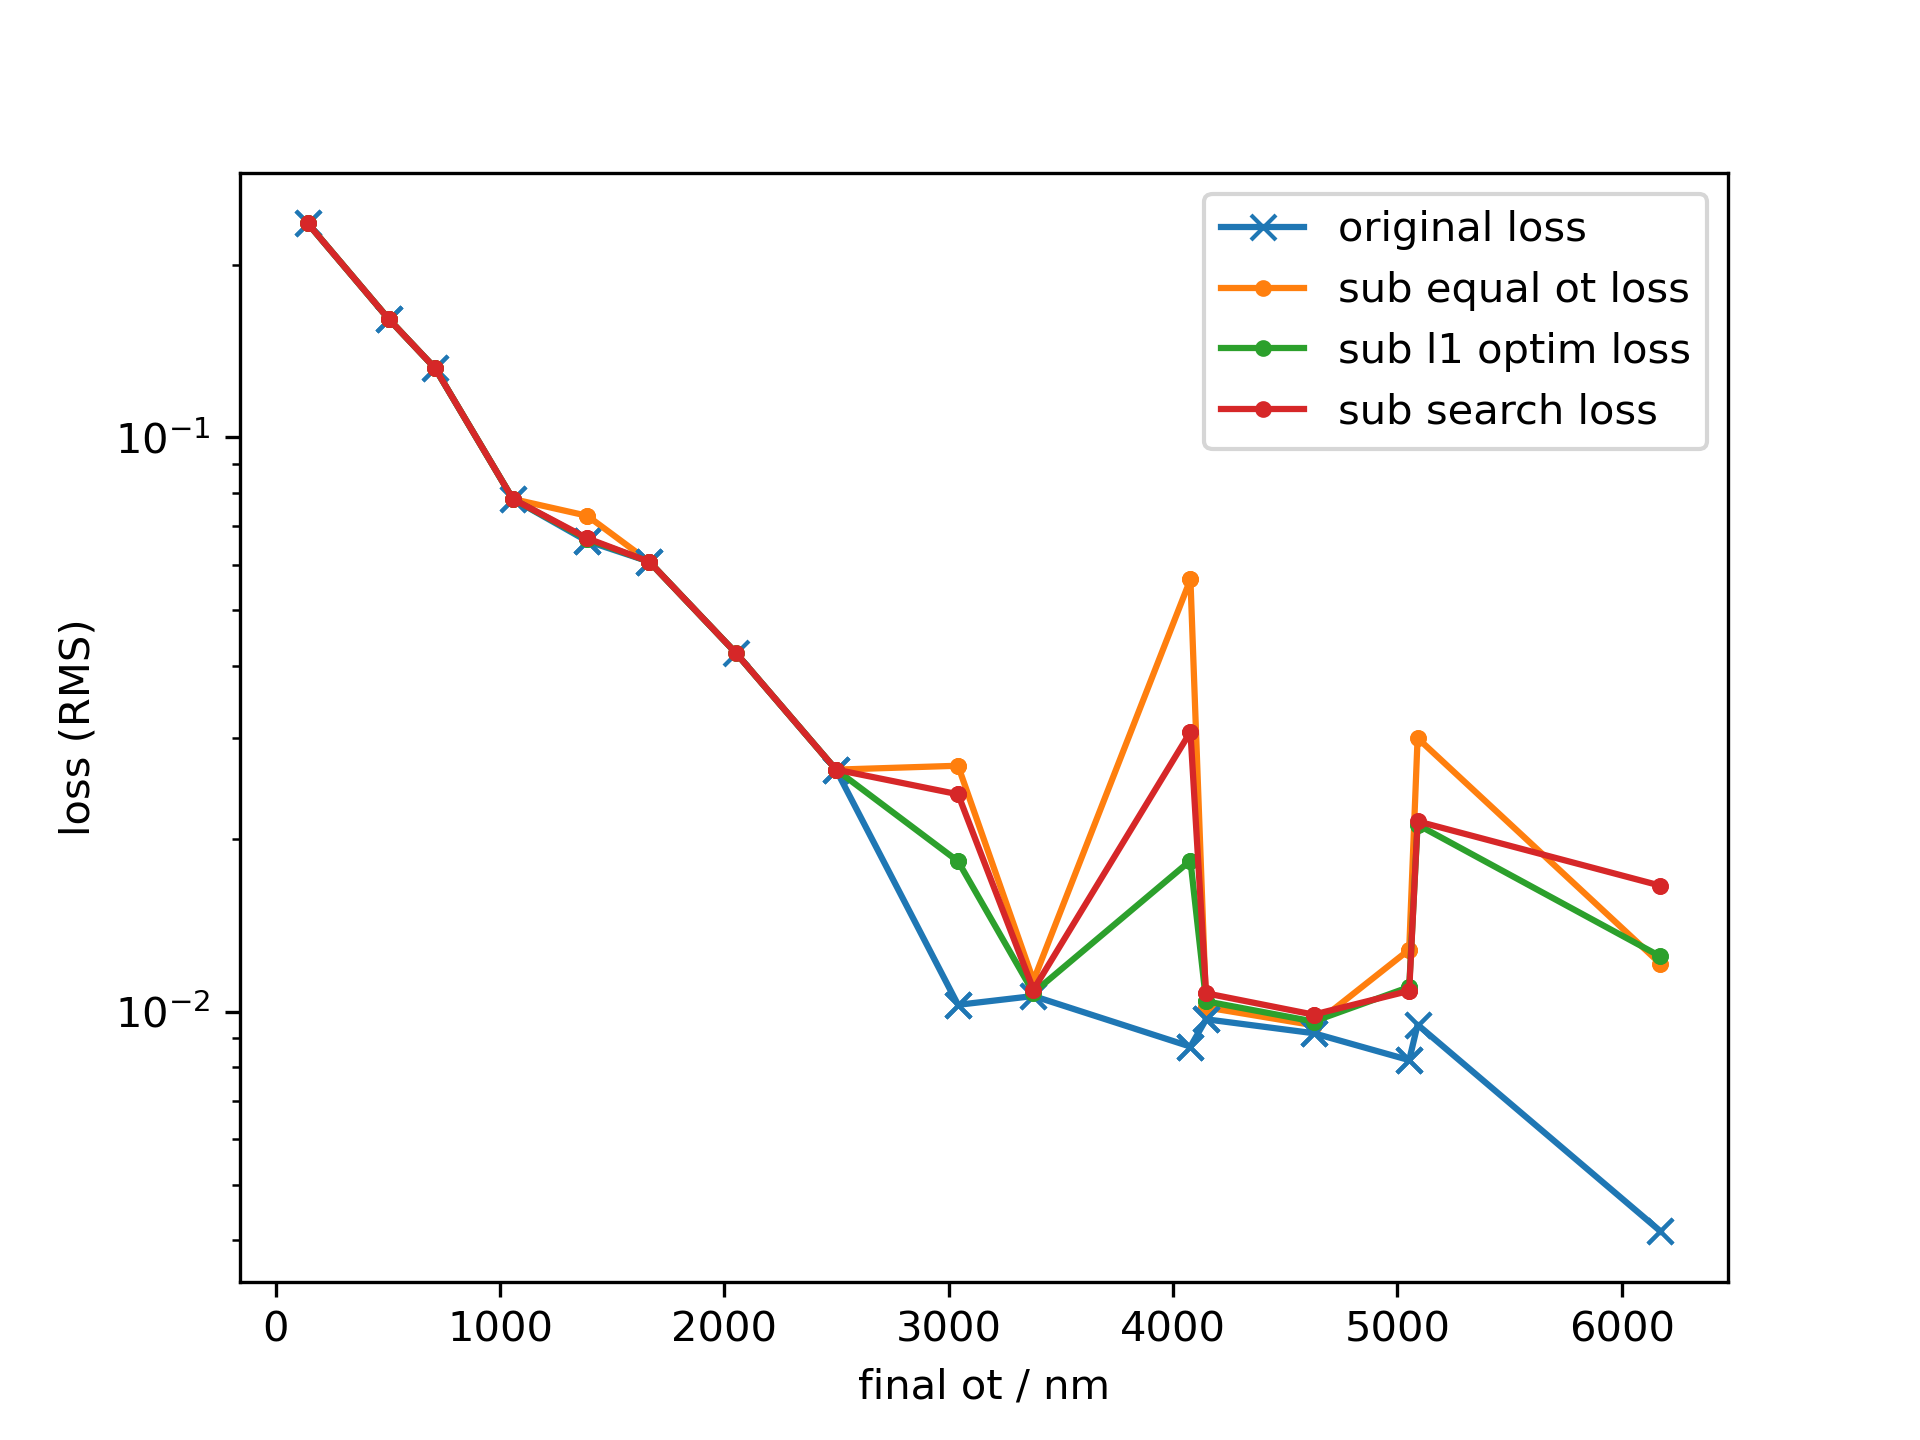 original loss
sub equal ot loss
sub l1 optim loss
sub search loss
10⁻¹
10⁻²
loss (RMS)
0 1000 2000 3000 4000 5000 6000
final ot / nm